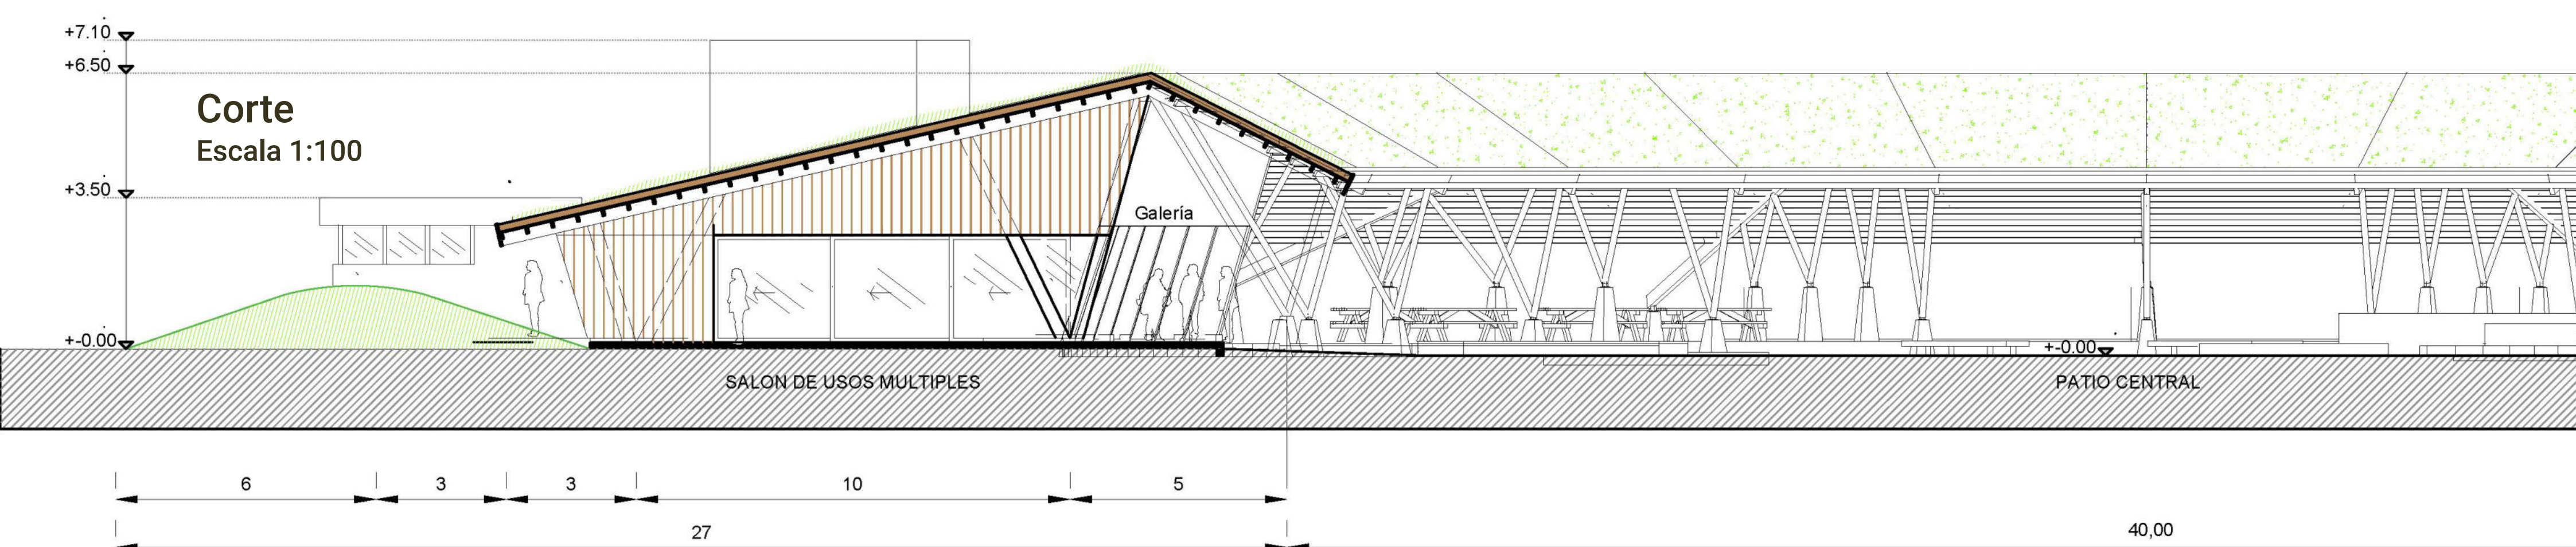 +7.10
+6.50
Corte
Escala 1:100
+3.50
Galería
+-0.00
+-0.00
SALON DE USOS MULTIPLES
PATIO CENTRAL
6
3
3
10
5
27
40,00